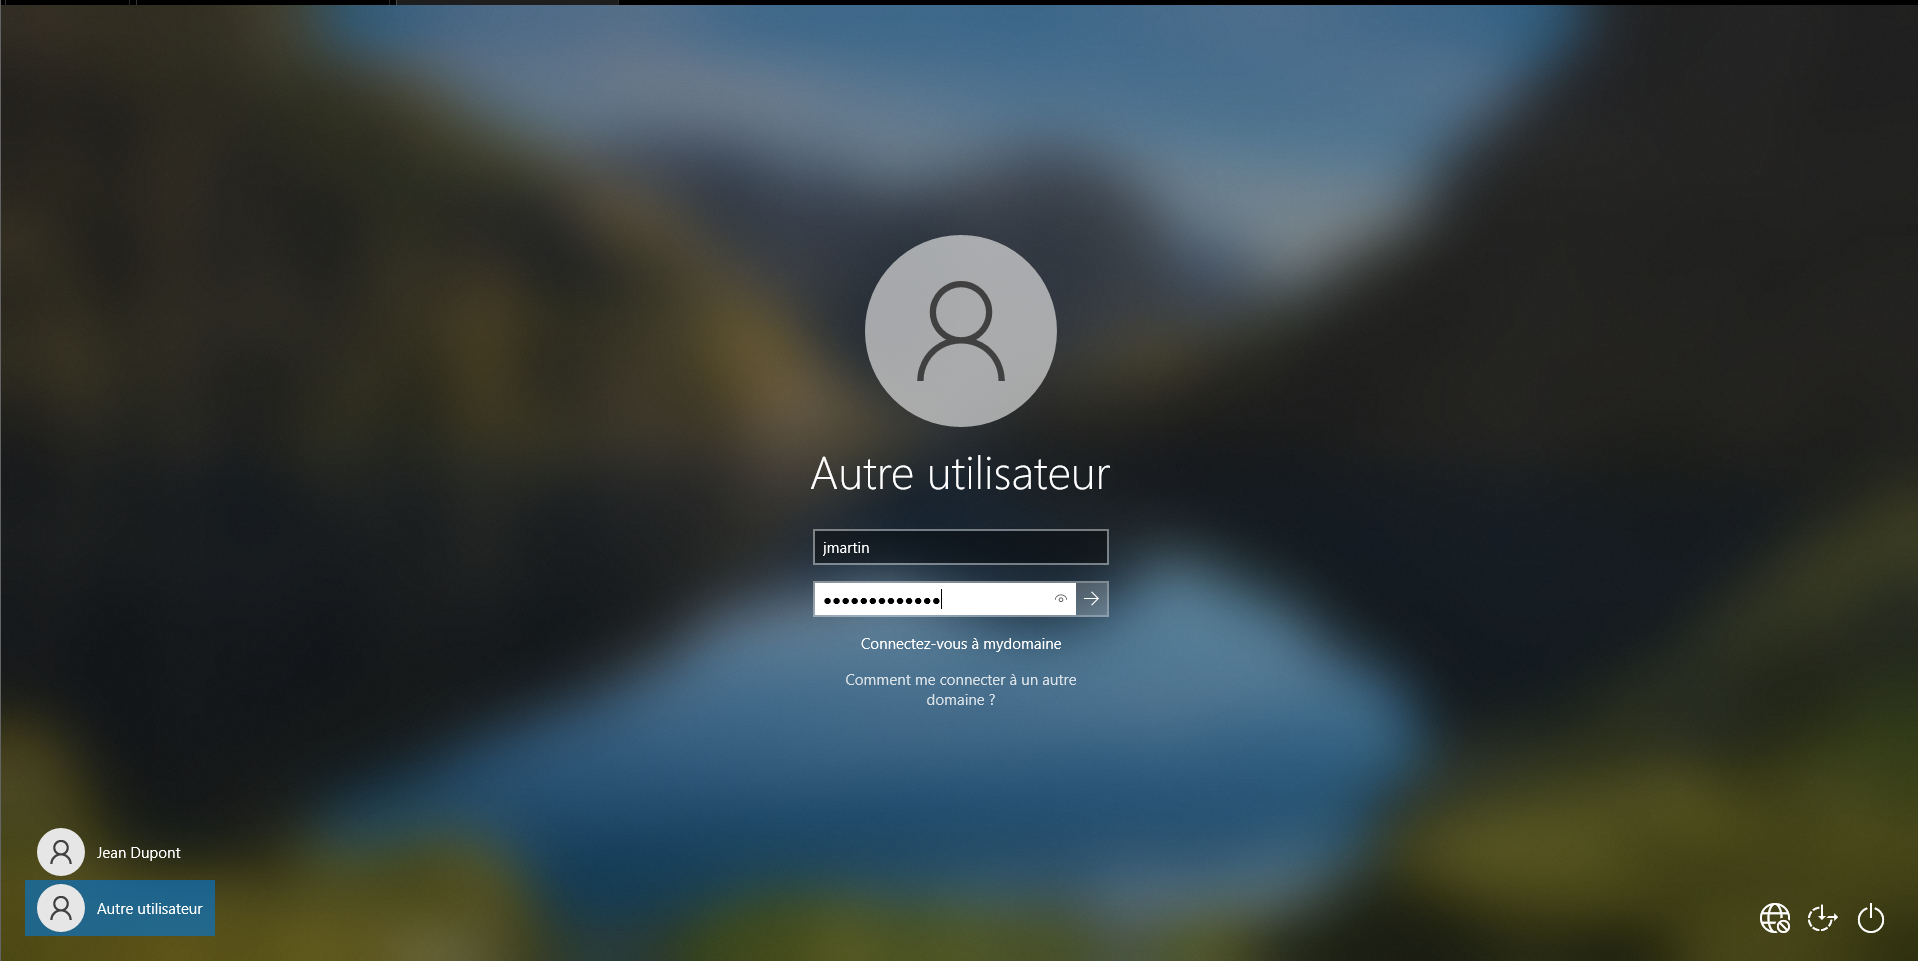 Autre utilisateur
jmartin
●●●●●●●●●●●●●
Connectez-vous à mydomaine
Comment me connecter à un autre
domaine ?
Jean Dupont
Autre utilisateur